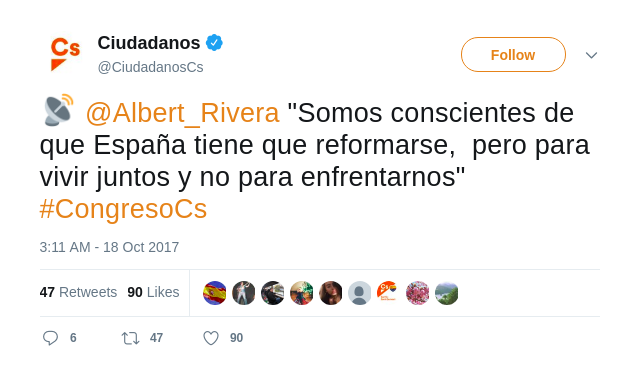 Cs
Ciudadanos
@CiudadanosCs
Follow
@Albert_Rivera "Somos conscientes de
que España tiene que reformarse,  pero para
vivir juntos y no para enfrentarnos"
#CongresoCs
3:11 AM - 18 Oct 2017
47 Retweets 90 Likes
6 47 90